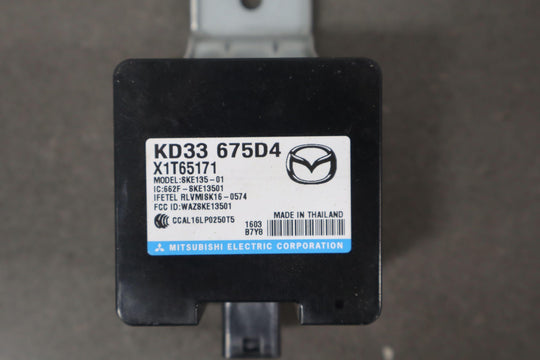 KD33 675D4
X1T65171
MODEL:SKE135-01
IC:662F-SKE13501
IFETEL RLVMISK16-0574
FCC ID:WAZSKE13501
CCAL16LP0250T5
MADE IN THAILAND
1603
B7Y8
MITSUBISHI ELECTRIC CORPORATION